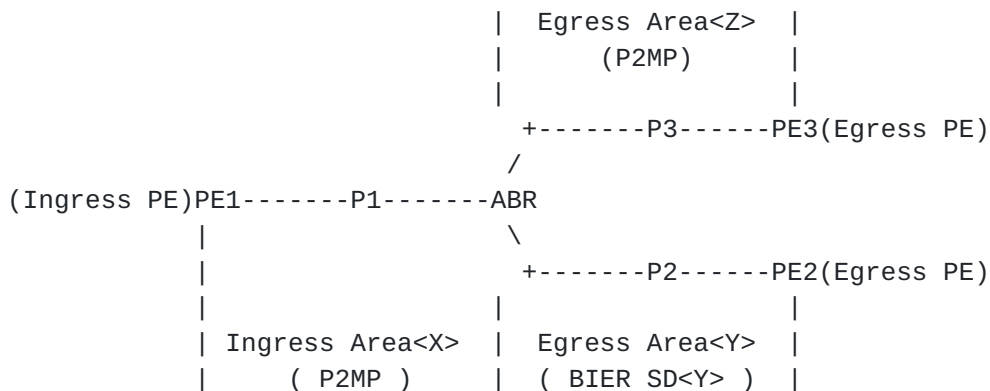 |  Egress Area<Z>  |
|      (P2MP)      |
|                  |
+-------P3------PE3(Egress PE)
/
(Ingress PE)PE1-------P1-------ABR
|                  \
|                   +-------P2------PE2(Egress PE)
|                 |                  |
| Ingress Area<X>  |  Egress Area<Y>  |
|     ( P2MP )     |  ( BIER SD<Y> )  |